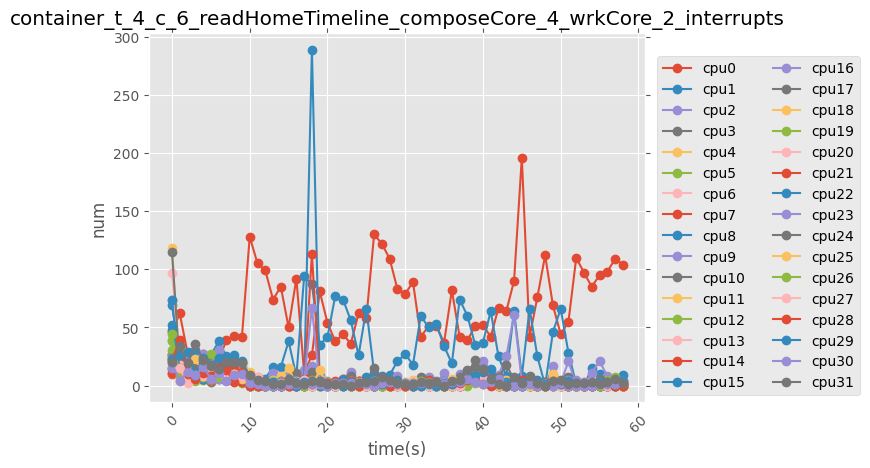 container_t_4_c_6_readHomeTimeline_composeCore_4_wrkCore_2_interrupts
300
250
200
150
100
50
0
num
0
10
20
30
40
50
60
time(s)
cpu0
cpu1
cpu2
cpu3
cpu4
cpu5
cpu6
cpu7
cpu8
cpu9
cpu10
cpu11
cpu12
cpu13
cpu14
cpu15
cpu16
cpu17
cpu18
cpu19
cpu20
cpu21
cpu22
cpu23
cpu24
cpu25
cpu26
cpu27
cpu28
cpu29
cpu30
cpu31